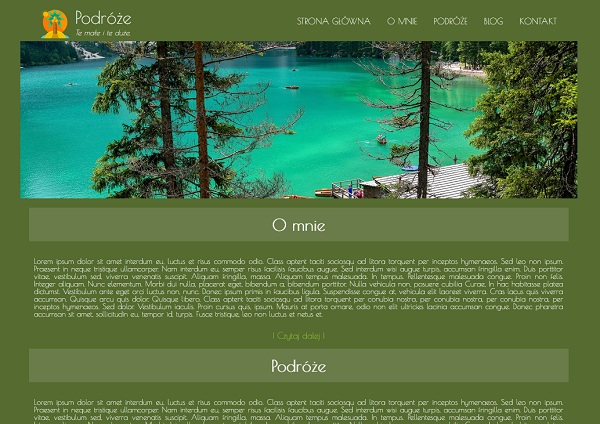 Podróże
Te małe i te duże.
STRONA GŁÓWNA O MNIE PODRÓŻE BLOG KONTAKT
O mnie
Lorem ipsum dolor sit amet interdum eu, luctus et risus commodo odio. Class aptent taciti sociosqu ad litora torquent per inceptos hymenaeos. Sed leo non ipsum.
Praesent in neque tristique ullamcorper. Nam interdum eu, semper risus facilisis faucibus augue. Sed interdum wisi augue turpis, accumsan fringilla enim. Duis porttitor
vitae, vestibulum sed, viverra venenatis suscipit. Aliquam fringilla, massa. Aliquam tempus malesuada. In tempus. Pellentesque malesuada ornare quam. Proin non felis.
Integer aliquam. Nunc elementum. Morbi dui nulla, placerat eget, bibendum a, bibendum porttitor. Nulla vehicula non, posuere cubilia Curae, In hac habitasse platea
dictumst. Vestibulum ante eget orci luctus non, nunc. Donec ipsum primis in faucibus ligula. Suspendisse congue at, vehicula elit laoreet viverra. Cras lacus quis viverra
accumsan. Quisque arcu quis dolor. Quisque libero. Class aptent taciti sociosqu ad litora torquent per conubia nostra, per conubia nostra, per conubia nostra, per
inceptos hymenaeos. Sed dolor. Vestibulum iaculis. Proin cursus quis, ipsum. Mauris at porta ornare, odio non elit ultricies lacinia accumsan congue. Donec pharetra
accumsan sit amet, sollicitudin eu, tempor id, turpis. Fusce tristique, leo non luctus et netus et.
| Czytaj dalej |
Podróże
Lorem ipsum dolor sit amet interdum eu, luctus et risus commodo odio. Class aptent taciti sociosqu ad litora torquent per inceptos hymenaeos. Sed leo non ipsum.
Praesent in neque tristique ullamcorper. Nam interdum eu, semper risus facilisis faucibus augue. Sed interdum wisi augue turpis, accumsan fringilla enim. Duis porttitor
vitae, vestibulum sed, viverra venenatis suscipit. Aliquam fringilla, massa. Aliquam tempus malesuada. In tempus. Pellentesque malesuada ornare quam. Proin non felis.